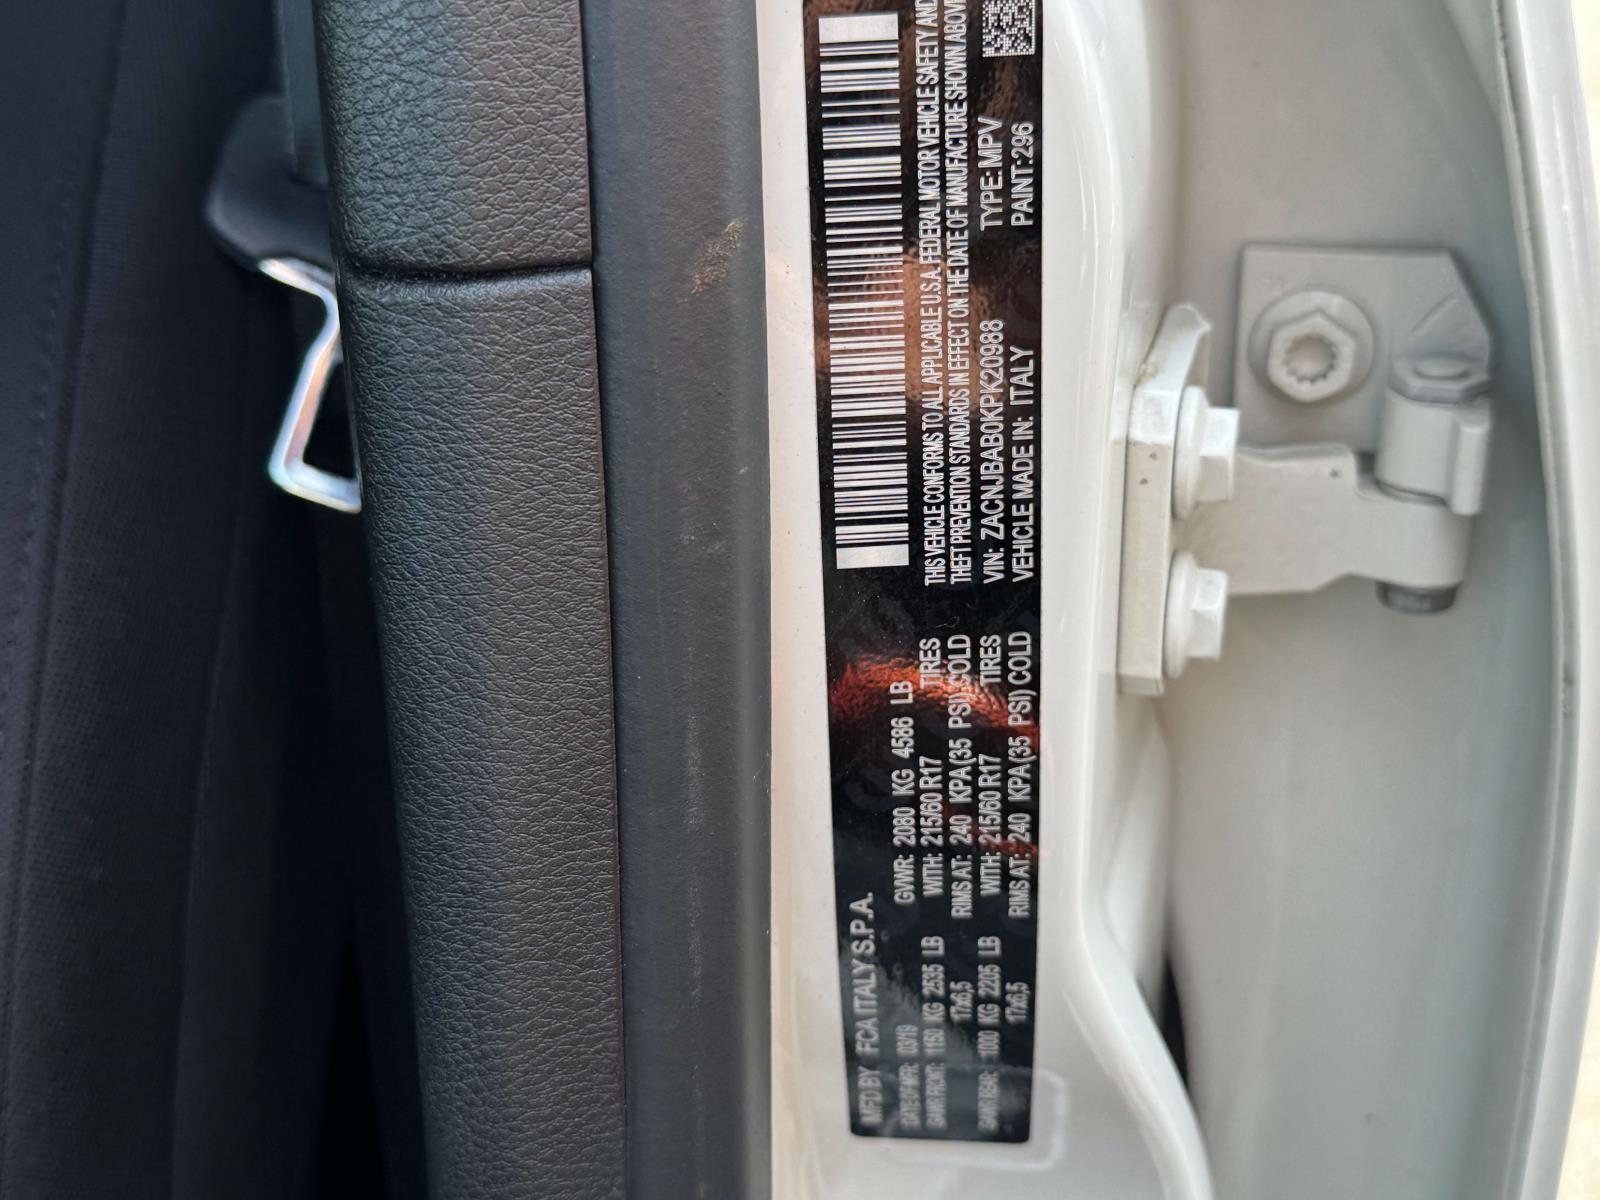 MFD BY FCA ITALY S.P.A.
DATE OF MFR: 03/19 GVWR: 2080 KG 4586 LB
GAWR FRONT: 1150 KG 2535 LB WITH: 215/60 R17 TIRES
17x6,5 RIMS AT: 240 KPA(35 PSI) COLD
GAWR REAR: 1000 KG 2205 LB WITH: 215/60 R17 TIRES
17x6,5 RIMS AT: 240 KPA(35 PSI) COLD
THIS VEHICLE CONFORMS TO ALL APPLICABLE U.S.A. FEDERAL MOTOR VEHICLE SAFETY AND
THEFT PREVENTION STANDARDS IN EFFECT ON THE DATE OF MANUFACTURE SHOWN ABOVE
VIN: ZACNJBAB0KPK20988 TYPE: MPV
VEHICLE MADE IN: ITALY PAINT:296